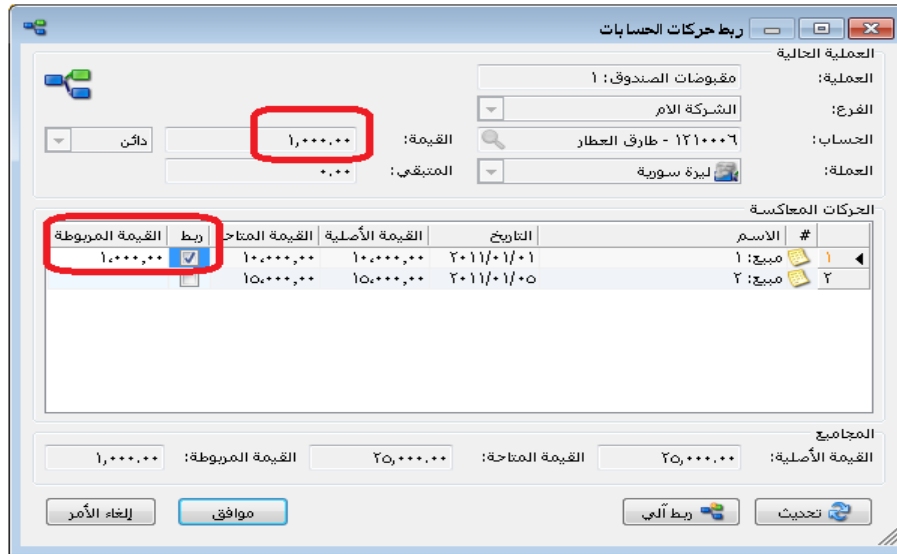 ربط حركات الحسابات
العملية الحالية
العملية: مقبوضات الصندوق: ١
الفرع: الشركة الام
الحساب: ١٢١٠٠٠٦ - طارق العطار القيمة: ١,٠٠٠.٠٠ دائن
العملة: ليرة سورية المتبقي: ٠.٠٠
الحركات المعاكسة
# الاسم التاريخ القيمة الأصلية القيمة المتاح ربط القيمة المربوطة
١ مبيع: ١ ٢٠١١/٠١/٠١ ١٠,٠٠٠,٠٠ ١٠,٠٠٠,٠٠ ١,٠٠٠,٠٠
٢ مبيع: ٢ ٢٠١١/٠١/٠٥ ١٥,٠٠٠,٠٠ ١٥,٠٠٠,٠٠
المجاميع
القيمة الأصلية: ٢٥,٠٠٠.٠٠ القيمة المتاحة: ٢٥,٠٠٠.٠٠ القيمة المربوطة: ١,٠٠٠.٠٠
تحديث ربط آلي موافق إلغاء الأمر